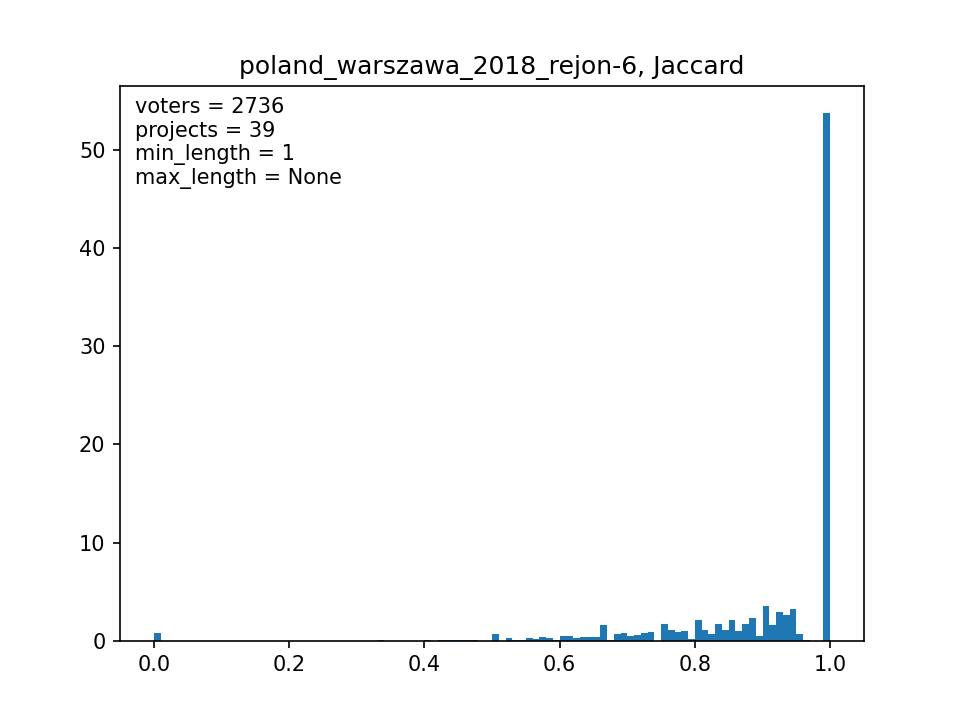 poland_warszawa_2018_rejon-6, Jaccard
voters = 2736
projects = 39
min_length = 1
max_length = None
50
40
30
20
10
0
0.0 0.2 0.4 0.6 0.8 1.0